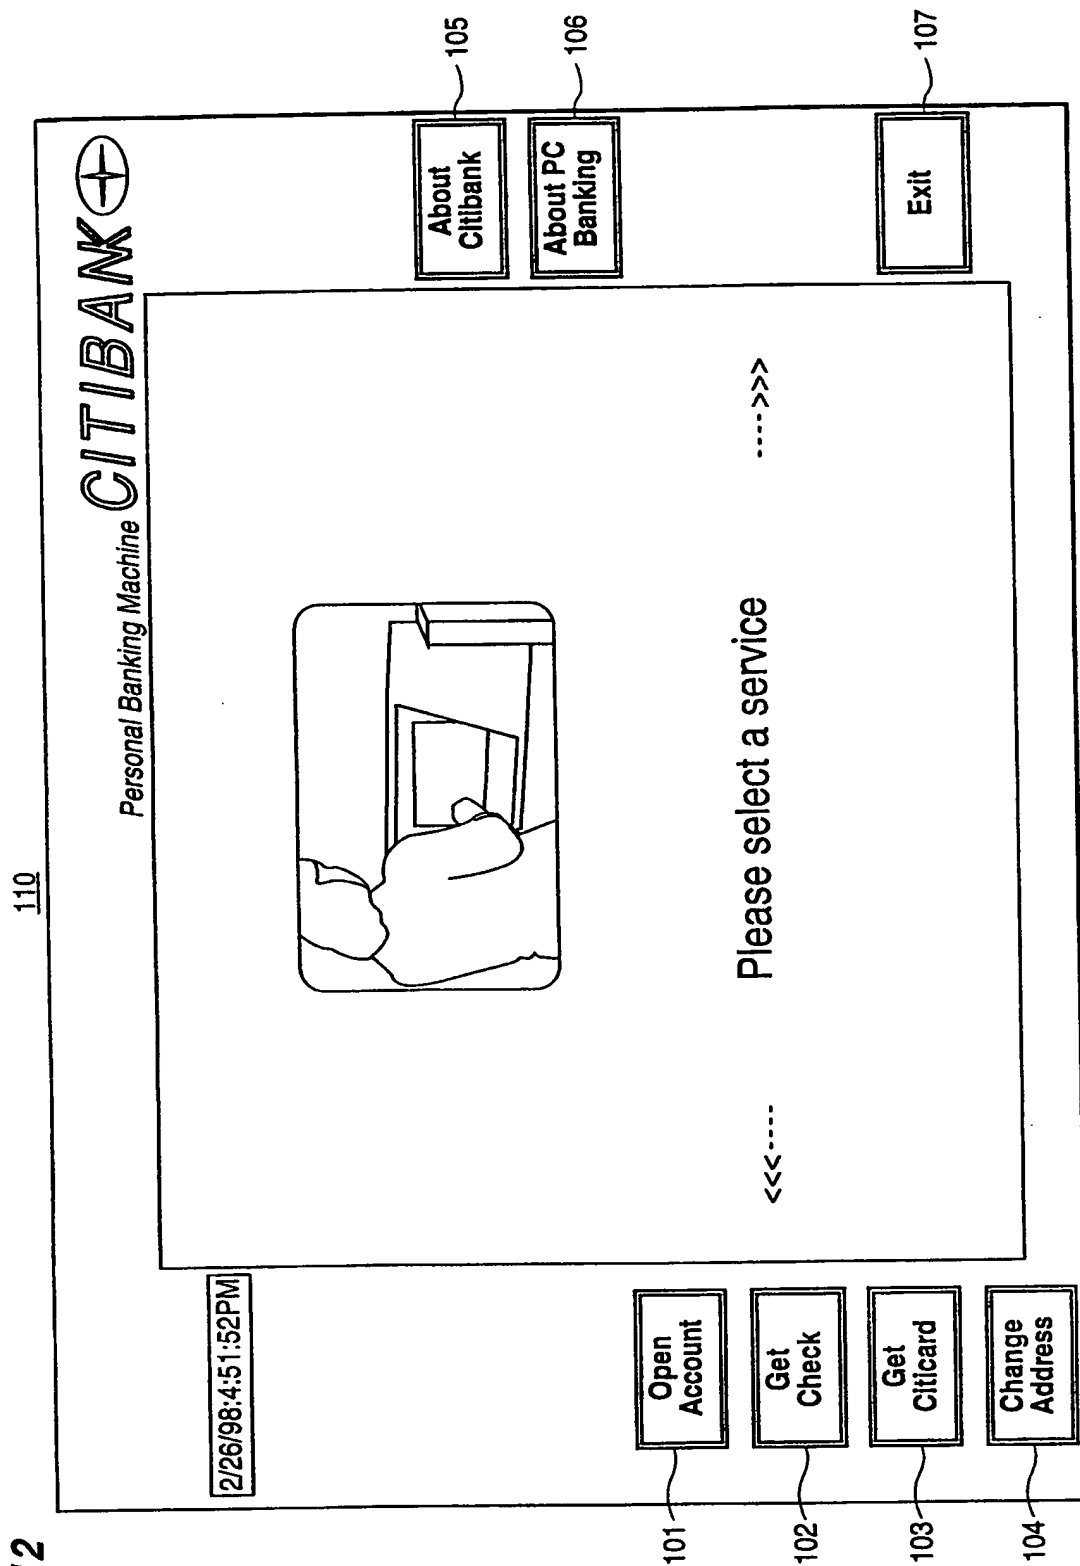 110
Personal Banking Machine CITIBANK
2/26/98:4:51:52PM
About
Citibank
105
About PC
Banking
106
Exit
107
<<<---- Please select a service ---->>>
Open
Account
101
Get
Check
102
Get
Citicard
103
Change
Address
104